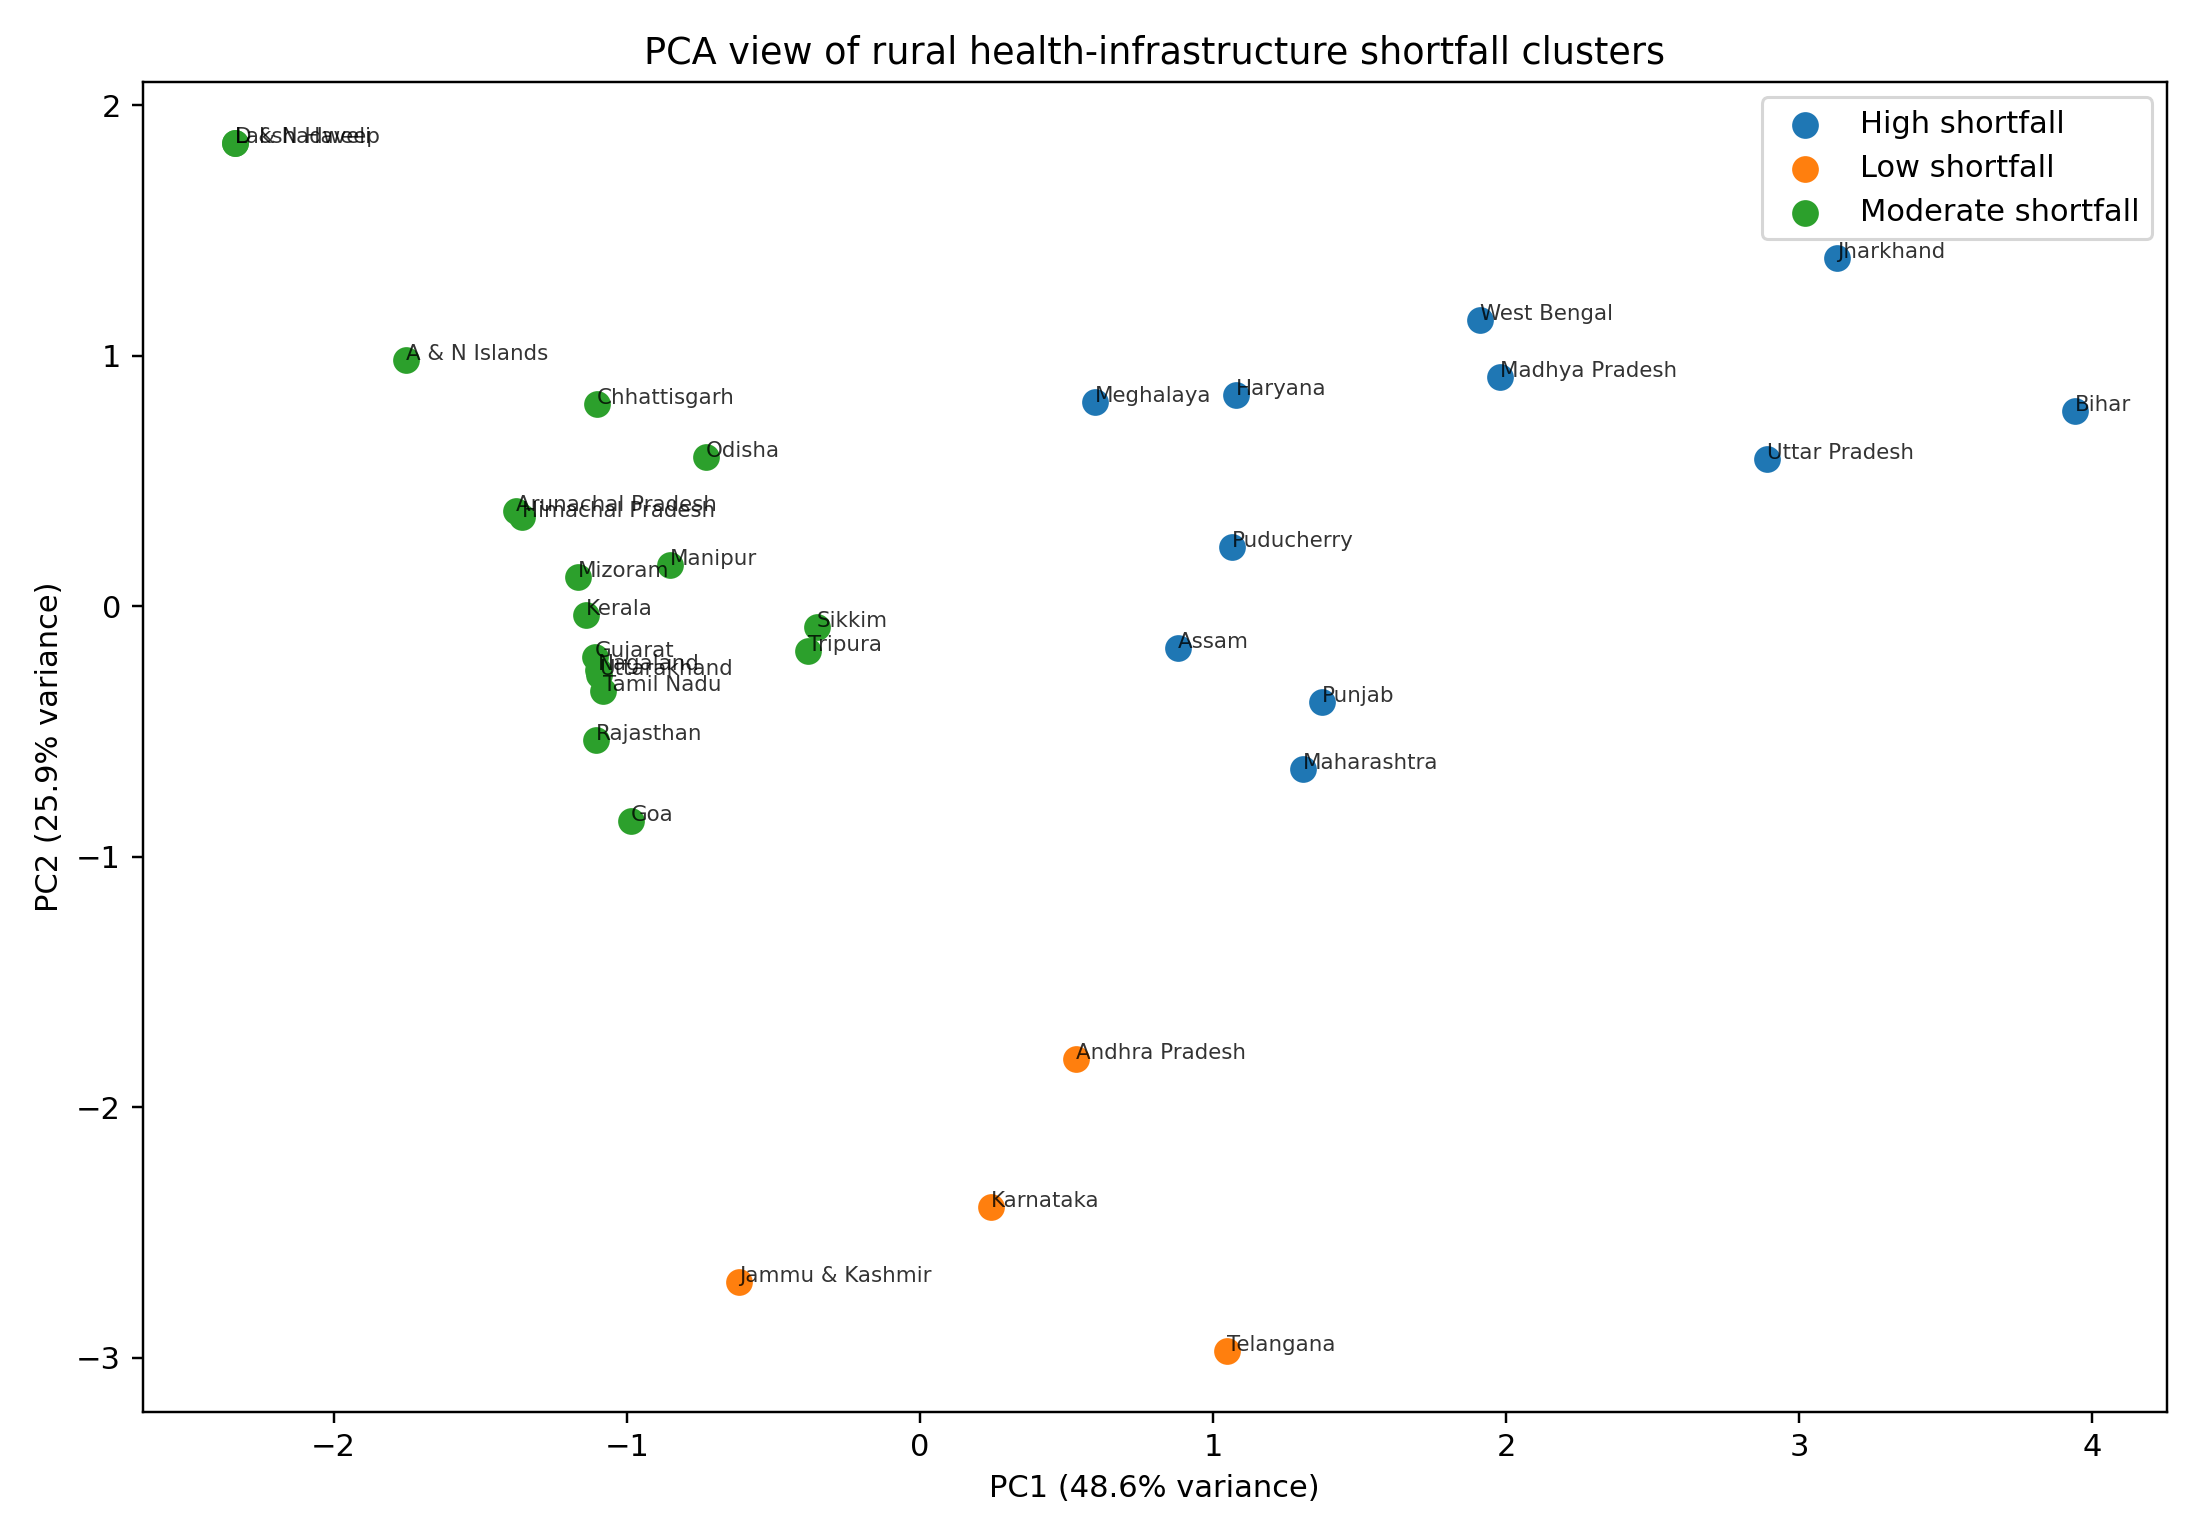 PCA view of rural health-infrastructure shortfall clusters
High shortfall
Low shortfall
Moderate shortfall
PC2 (25.9% variance)
2
1
0
−1
−2
−3
D & N Haveli
Lakshadweep
Jharkhand
West Bengal
A & N Islands
Madhya Pradesh
Chhattisgarh
Meghalaya
Haryana
Bihar
Odisha
Uttar Pradesh
Arunachal Pradesh
Himachal Pradesh
Puducherry
Manipur
Mizoram
Kerala
Sikkim
Tripura
Assam
Gujarat
Nagaland
Uttarakhand
Tamil Nadu
Punjab
Rajasthan
Maharashtra
Goa
Andhra Pradesh
Karnataka
Jammu & Kashmir
Telangana
−2
−1
0
1
2
3
4
PC1 (48.6% variance)